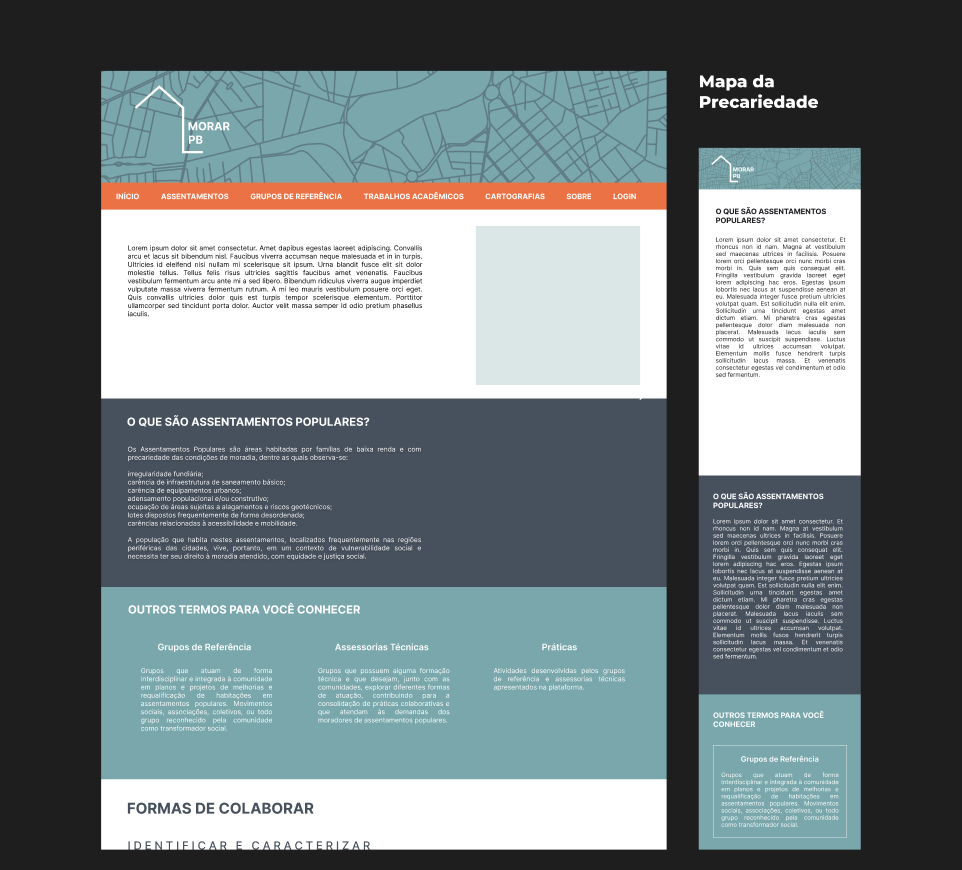 MORAR
PB
INÍCIO ASSENTAMENTOS GRUPOS DE REFERÊNCIA TRABALHOS ACADÊMICOS CARTOGRAFIAS SOBRE LOGIN
Lorem ipsum dolor sit amet consectetur. Amet dapibus egestas laoreet adipiscing. Convallis
arcu et lacus sit bibendum nisl. Faucibus viverra accumsan neque malesuada et in in turpis.
Ultricies id eleifend nisi nullam mi scelerisque sit ipsum. Urna blandit fusce elit sit dolor
molestie tellus. Tellus felis risus ultricies sagittis faucibus amet venenatis. Faucibus
vestibulum fermentum arcu ante mi a sed libero. Bibendum ridiculus viverra augue imperdiet
vulputate massa viverra fermentum rutrum. A mi leo mauris vestibulum posuere orci eget.
Quis convallis ultricies dolor quis est turpis tempor scelerisque elementum. Porttitor
ullamcorper sed tincidunt porta dolor. Auctor velit massa semper id odio sed pretium phasellus
iaculis.
O QUE SÃO ASSENTAMENTOS POPULARES?
Os Assentamentos Populares são áreas habitadas por famílias de baixa renda e com
precariedade das condições de moradia, dentre as quais observa-se:
irregularidade fundiária;
carência de infraestrutura de saneamento básico;
carência de equipamentos urbanos;
adensamento populacional e/ou construtivo;
ocupação de áreas sujeitas a alagamentos e riscos geotécnicos;
lotes dispostos frequentemente de forma desordenada;
carências relacionadas à acessibilidade e mobilidade.
A população que habita nestes assentamentos, localizados frequentemente nas regiões
periféricas das cidades, vive, portanto, em um contexto de vulnerabilidade social e
necessita ter seu direito à moradia atendido, com equidade e justiça social.
OUTROS TERMOS PARA VOCÊ CONHECER
Grupos de Referência
Grupos que atuam de forma
interdisciplinar e integrada à comunidade
em planos e projetos de melhorias e
requalificação de habitações em
assentamentos populares. Movimentos
sociais, associações, coletivos, ou todo
grupo reconhecido pela comunidade
como transformador social.
Assessorias Técnicas
Grupos que possuem alguma formação
técnica e que desejam, junto com as
comunidades, explorar diferentes formas
de atuação, contribuindo para a
consolidação de práticas colaborativas e
que atendam às demandas dos
moradores de assentamentos populares.
Práticas
Atividades desenvolvidas pelos grupos
de referência e assessorias técnicas
apresentados na plataforma.
FORMAS DE COLABORAR
IDENTIFICAR E CARACTERIZAR
Mapa da
Precariedade
MORAR
PB
O QUE SÃO ASSENTAMENTOS
POPULARES?
Lorem ipsum dolor sit amet consectetur. Et
rhoncus non in non. Magna at vestibulum
sed maecenas ultrices in facilisis. Posuere
lorem orci pellentesque orci nunc morbi cras
morbi in. Quis sem quis consequat elit.
Fringilla vestibulum gravida laoreet eget
lorem adipiscing hac eros. Egestas ipsum
lobortis nec lacus at suspendisse aenean at
eu. Malesuada integer fusce pretium ultricies
volutpat quam. Est sollicitudin nulla elit enim.
Sollicitudin urna tincidunt egestas amet
dictum etiam. Mi pharetra cras egestas
pellentesque dolor diam malesuada non
placerat. Malesuada lacus iaculis sem
commodo ut suscipit suspendisse. Luctus
vitae id ultrices accumsan volutpat.
Elementum mollis fusce hendrerit turpis
sollicitudin lacus massa. Et venenatis
consectetur egestas vel condimentum et odio
sed fermentum.
O QUE SÃO ASSENTAMENTOS
POPULARES?
Lorem ipsum dolor sit amet consectetur. Et
rhoncus non in non. Magna at vestibulum
sed maecenas ultrices in facilisis. Posuere
lorem orci pellentesque orci nunc morbi cras
morbi in. Quis sem quis consequat elit.
Fringilla vestibulum gravida laoreet eget
lorem adipiscing hac eros. Egestas ipsum
lobortis nec lacus at suspendisse aenean at
eu. Malesuada integer fusce pretium ultricies
volutpat quam. Est sollicitudin nulla elit enim.
Sollicitudin urna tincidunt egestas amet
dictum etiam. Mi pharetra cras egestas
pellentesque dolor diam malesuada non
placerat. Malesuada lacus iaculis sem
commodo ut suscipit suspendisse. Luctus
vitae id ultrices accumsan volutpat.
Elementum mollis fusce hendrerit turpis
sollicitudin lacus massa. Et venenatis
consectetur egestas vel condimentum et odio
sed fermentum.
OUTROS TERMOS PARA VOCÊ
CONHECER
Grupos de Referência
Grupos que atuam de forma
interdisciplinar e integrada à comunidade
em planos e projetos de melhorias e
requalificação de habitações em
assentamentos populares. Movimentos
sociais, associações, coletivos, ou todo
grupo reconhecido pela comunidade
como transformador social.